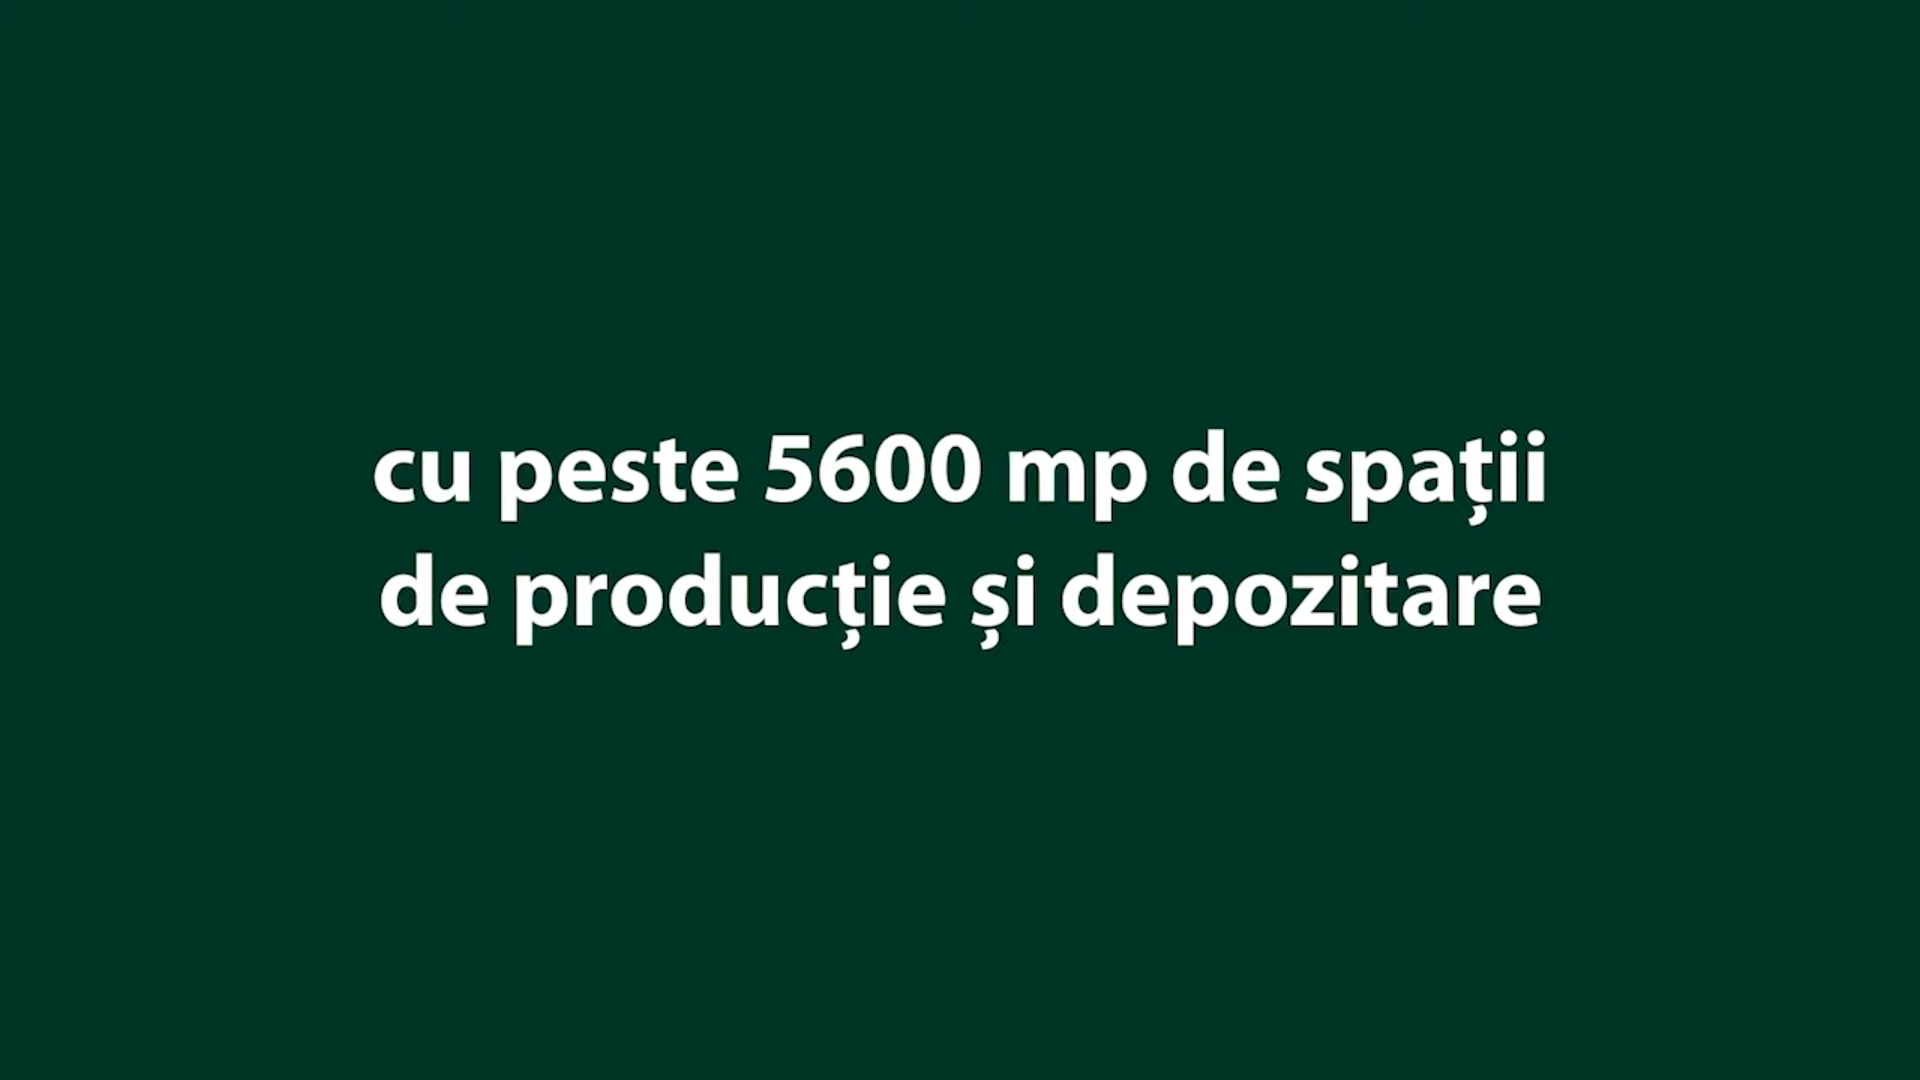 cu peste 5600 mp de spații
de producție și depozitare